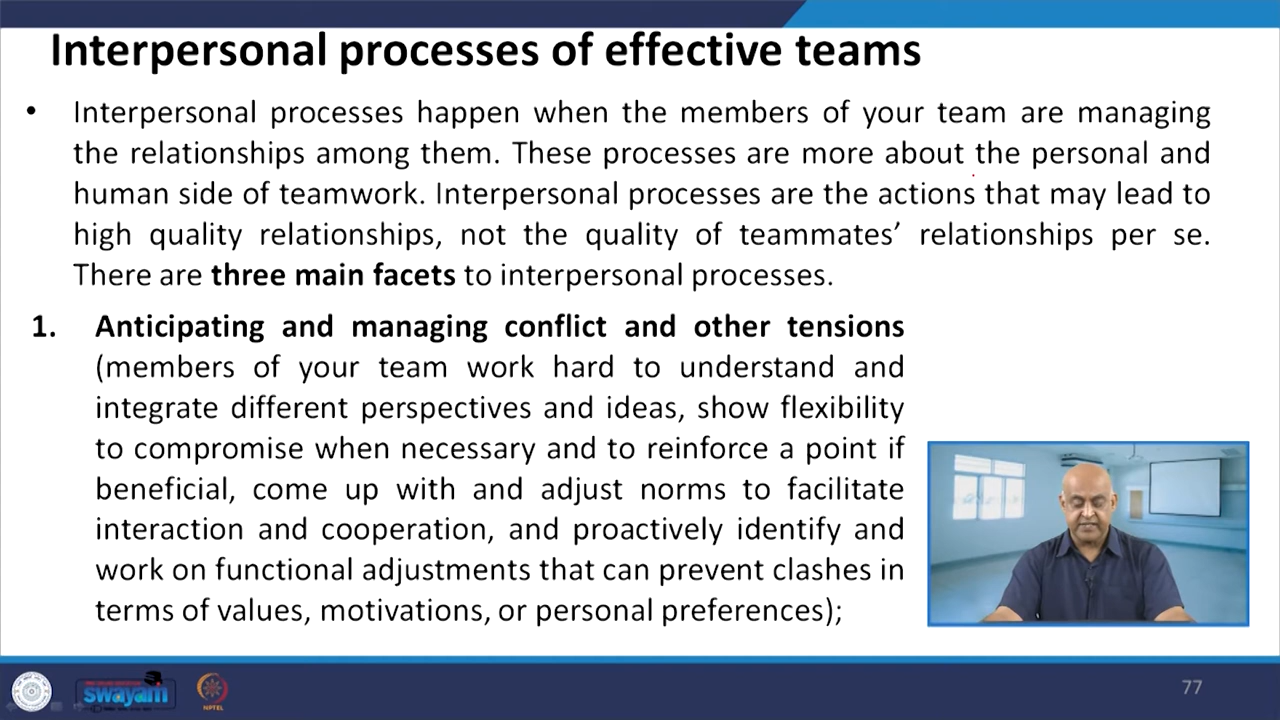 Interpersonal processes of effective teams
• Interpersonal processes happen when the members of your team are managing
the relationships among them. These processes are more about the personal and
human side of teamwork. Interpersonal processes are the actions that may lead to
high quality relationships, not the quality of teammates’ relationships per se.
There are three main facets to interpersonal processes.
1. Anticipating and managing conflict and other tensions
(members of your team work hard to understand and
integrate different perspectives and ideas, show flexibility
to compromise when necessary and to reinforce a point if
beneficial, come up with and adjust norms to facilitate
interaction and cooperation, and proactively identify and
work on functional adjustments that can prevent clashes in
terms of values, motivations, or personal preferences);
swayam
NPTEL
77